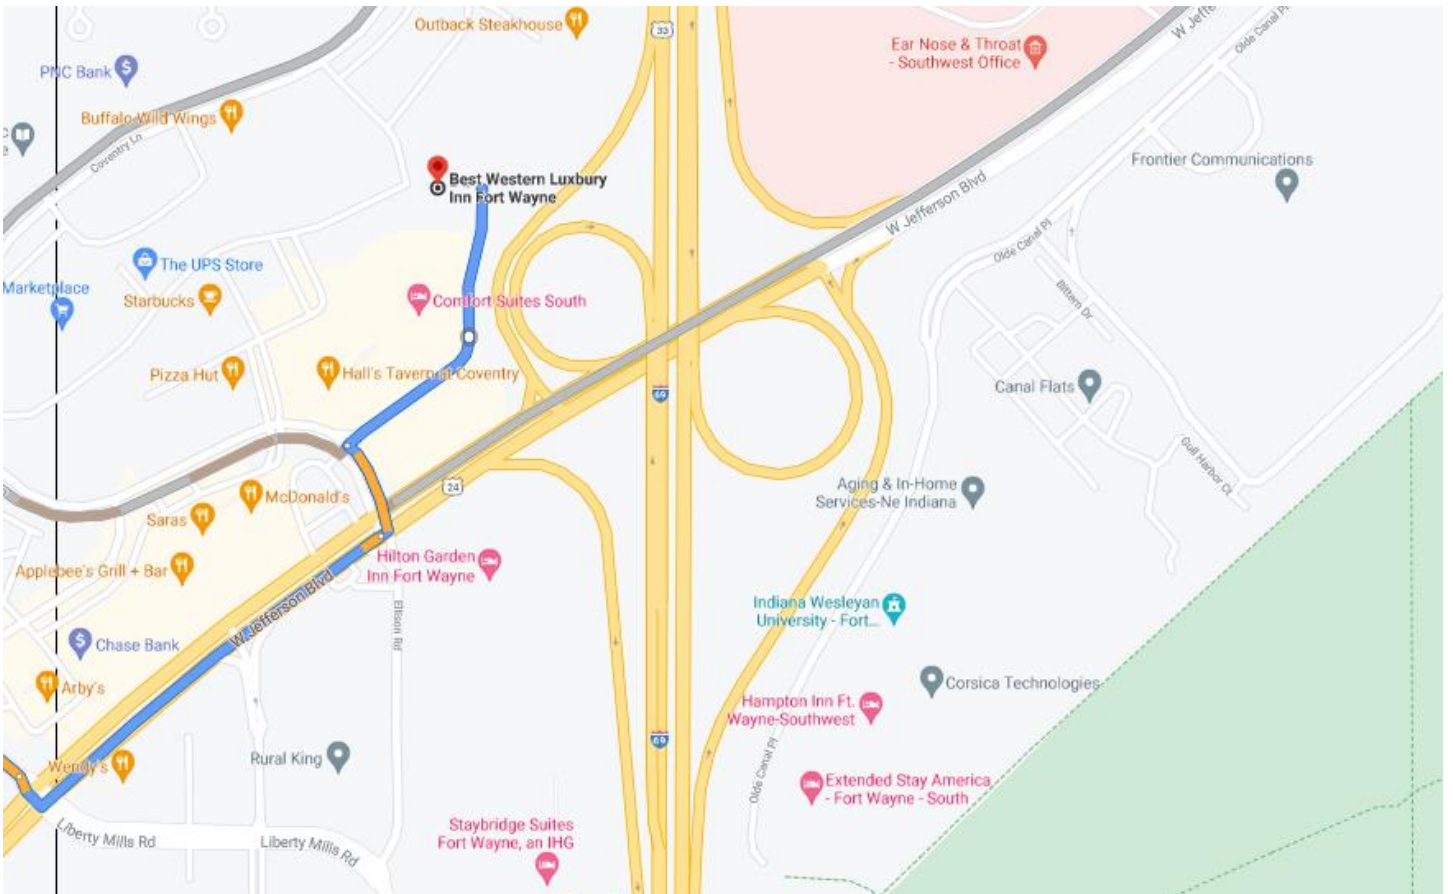 Outback Steakhouse
33
W Jeffe
Olde Canal Pl
Ear Nose & Throat
- Southwest Office
PNC Bank
Buffalo Wild Wings
Coventry Ln
Frontier Communications
Best Western Luxbury
Inn Fort Wayne
W Jefferson Blvd
Olde Canal Pl
The UPS Store
Marketplace
Starbucks
Comfort Suites South
Bittern Dr
Pizza Hut
Hall's Tavern at Coventry
69
Canal Flats
Gull Harbor Ct
24
McDonald's
Saras
Aging & In-Home
Services-Ne Indiana
Applebee's Grill + Bar
Hilton Garden
Inn Fort Wayne
W Jefferson Blvd
Ellison Rd
Indiana Wesleyan
University - Fort...
Chase Bank
Arby's
Corsica Technologies
Hampton Inn Ft.
Wayne-Southwest
69
Rural King
Wendy's
Olde Canal Pl
Extended Stay America
- Fort Wayne - South
Liberty Mills Rd
Liberty Mills Rd
Staybridge Suites
Fort Wayne, an IHG